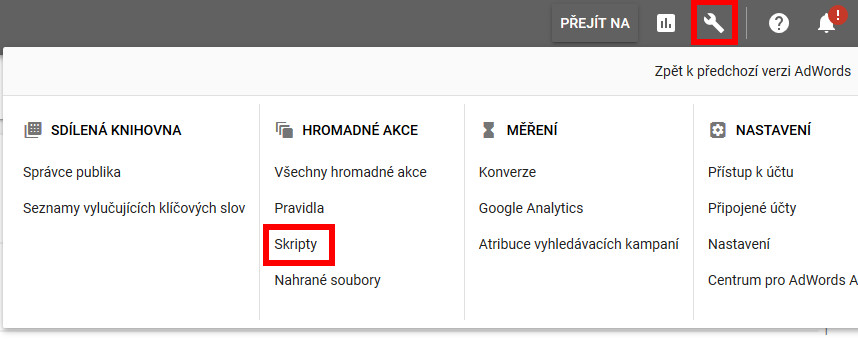 PŘEJÍT NA
!
Zpět k předchozí verzi AdWords
SDÍLENÁ KNIHOVNA
Správce publika
Seznamy vylučujících klíčových slov
HROMADNÉ AKCE
Všechny hromadné akce
Pravidla
Skripty
Nahrané soubory
MĚŘENÍ
Konverze
Google Analytics
Atribuce vyhledávacích kampaní
NASTAVENÍ
Přístup k účtu
Připojené účty
Nastavení
Centrum pro AdWords A